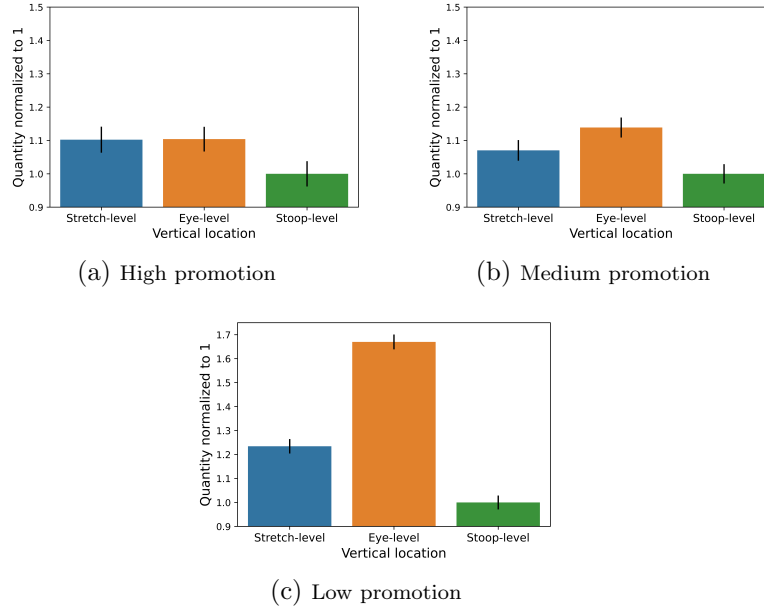 1.5
1.4
1.3
1.2
1.1
1.0
0.9
Quantity normalized to 1
Stretch-level Eye-level Stoop-level
Vertical location
(a) High promotion
1.5
1.4
1.3
1.2
1.1
1.0
0.9
Quantity normalized to 1
Stretch-level Eye-level Stoop-level
Vertical location
(b) Medium promotion
1.7
1.6
1.5
1.4
1.3
1.2
1.1
1.0
0.9
Quantity normalized to 1
Stretch-level Eye-level Stoop-level
Vertical location
(c) Low promotion